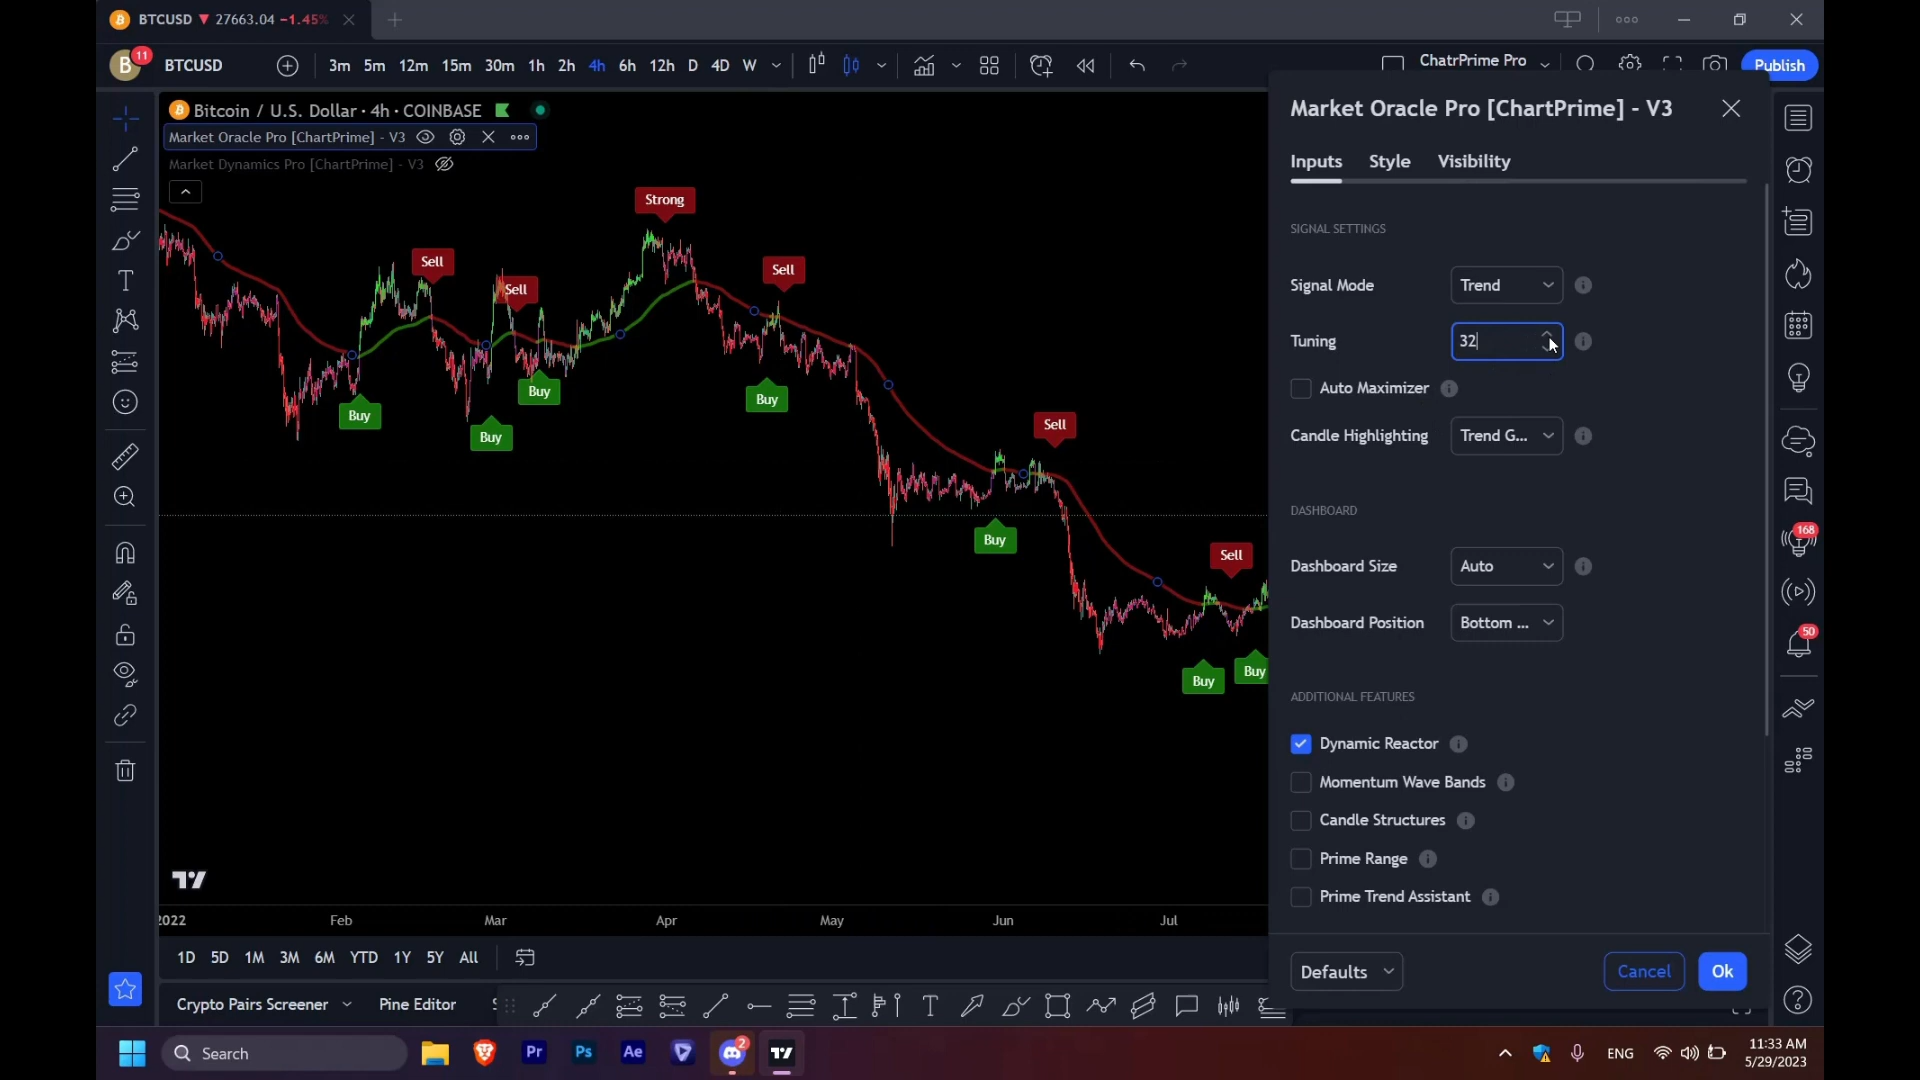 BTCUSD ▼ 27663.04 −1.45%
B 11 BTCUSD 3m 5m 12m 15m 30m 1h 2h 4h 6h 12h D 4D W ChatrPrime Pro Publish
Bitcoin / U.S. Dollar · 4h · COINBASE
Market Oracle Pro [ChartPrime] - V3
Market Dynamics Pro [ChartPrime] - V3
Strong
Sell
Sell
Sell
Buy
Buy
Buy
Buy
Sell
Buy
Sell
Buy
Buy
2022 Feb Mar Apr May Jun Jul
1D 5D 1M 3M 6M YTD 1Y 5Y All
Crypto Pairs Screener Pine Editor
Market Oracle Pro [ChartPrime] - V3
Inputs Style Visibility
SIGNAL SETTINGS
Signal Mode Trend
Tuning 32
Auto Maximizer
Candle Highlighting Trend G...
DASHBOARD
Dashboard Size Auto
Dashboard Position Bottom ...
ADDITIONAL FEATURES
Dynamic Reactor
Momentum Wave Bands
Candle Structures
Prime Range
Prime Trend Assistant
Defaults Cancel Ok
168
50
Search Pr Ps Ae 2 ENG 11:33 AM
5/29/2023